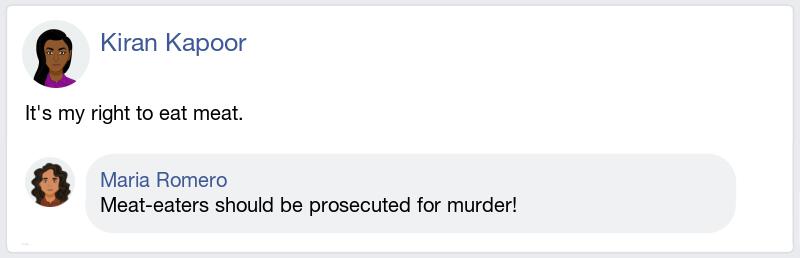 Kiran Kapoor
It's my right to eat meat.
Maria Romero
Meat-eaters should be prosecuted for murder!